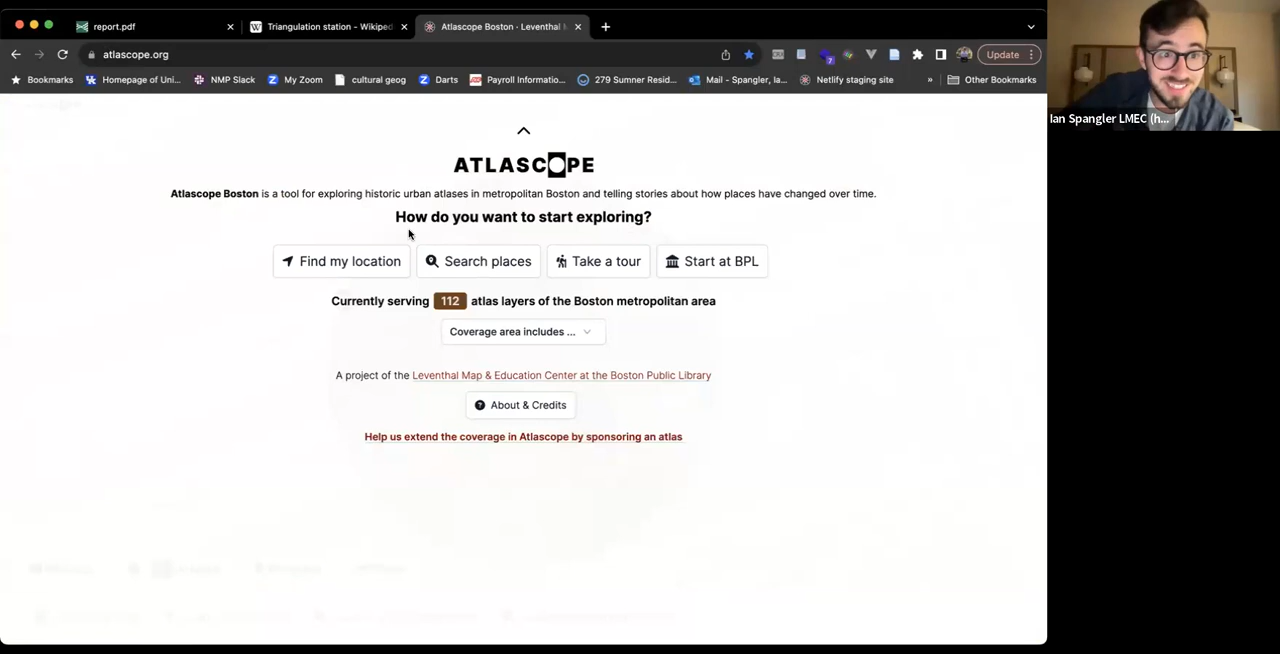 report.pdf
Triangulation station - Wikiped
Atlascope Boston · Leventhal M
atlascope.org
Update
Bookmarks
Homepage of Uni...
NMP Slack
My Zoom
cultural geog
Darts
Payroll Informatio...
279 Sumner Resid...
Mail - Spangler, Ia...
Netlify staging site
»
Other Bookmarks
Ian Spangler LMEC (h...
ATLASCOPE
Atlascope Boston is a tool for exploring historic urban atlases in metropolitan Boston and telling stories about how places have changed over time.
How do you want to start exploring?
Find my location
Search places
Take a tour
Start at BPL
Currently serving 112 atlas layers of the Boston metropolitan area
Coverage area includes ...
A project of the Leventhal Map & Education Center at the Boston Public Library
About & Credits
Help us extend the coverage in Atlascope by sponsoring an atlas